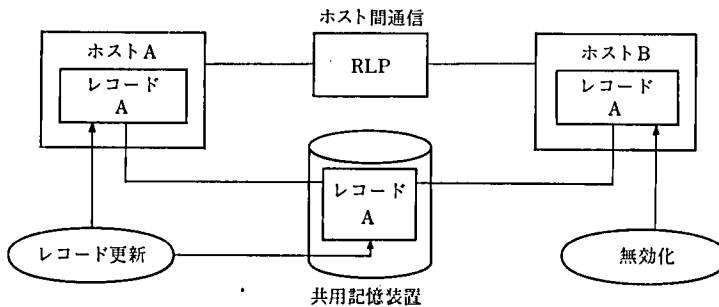 ホスト間通信
ホストA
レコード
A
RLP
ホストB
レコード
A
レコード
A
レコード更新
無効化
共用記憶装置